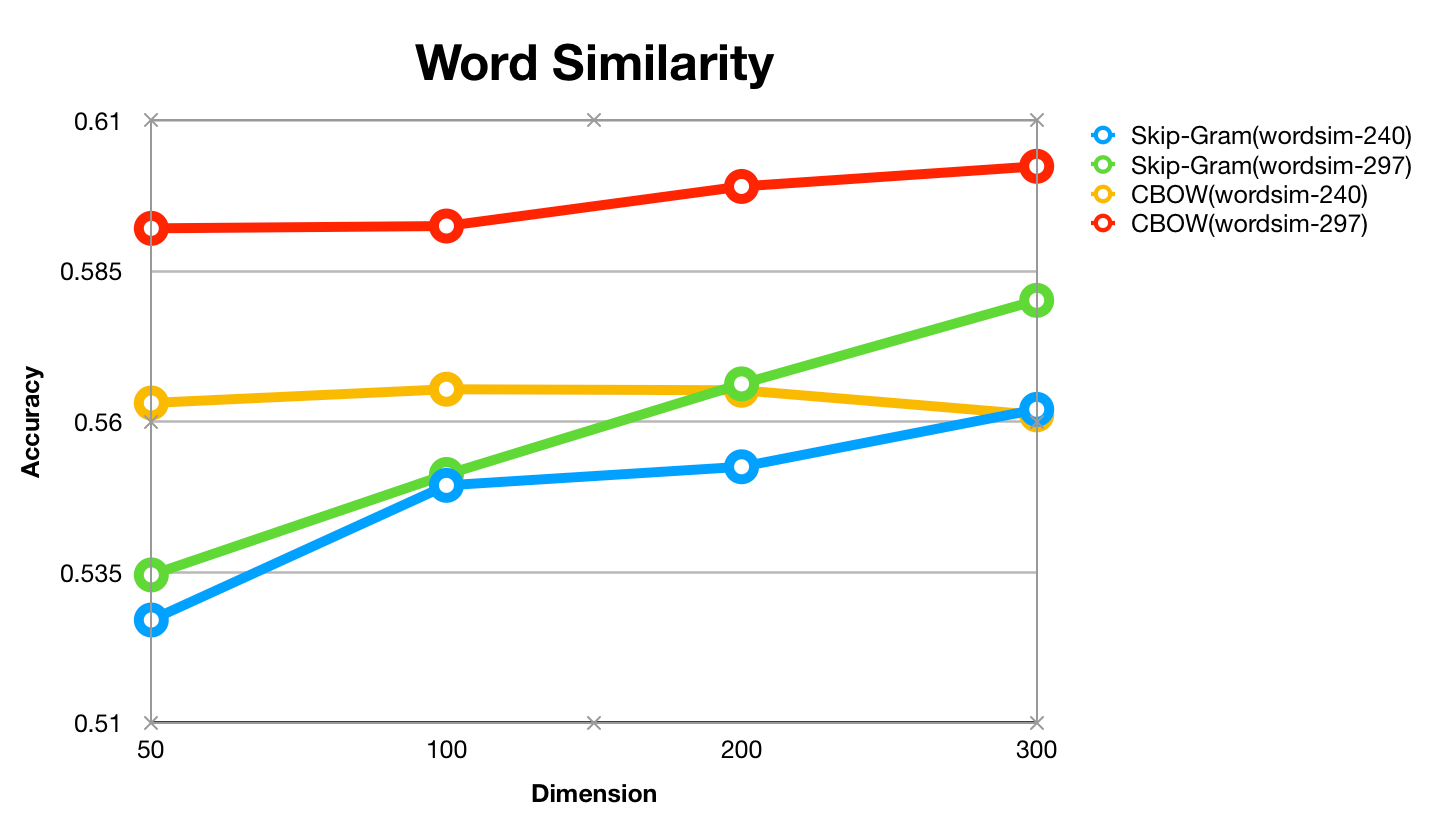 Word Similarity
0.61
0.585
0.56
0.535
0.51
Accuracy
50 100 200 300
Dimension
Skip-Gram(wordsim-240)
Skip-Gram(wordsim-297)
CBOW(wordsim-240)
CBOW(wordsim-297)